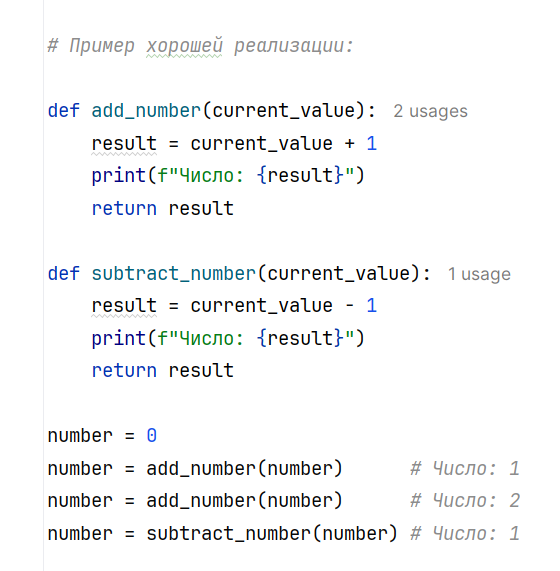 # Пример хорошей реализации:
def add_number(current_value): 2 usages
    result = current_value + 1
    print(f"Число: {result}")
    return result
def subtract_number(current_value): 1 usage
    result = current_value - 1
    print(f"Число: {result}")
    return result
number = 0
number = add_number(number)      # Число: 1
number = add_number(number)      # Число: 2
number = subtract_number(number) # Число: 1